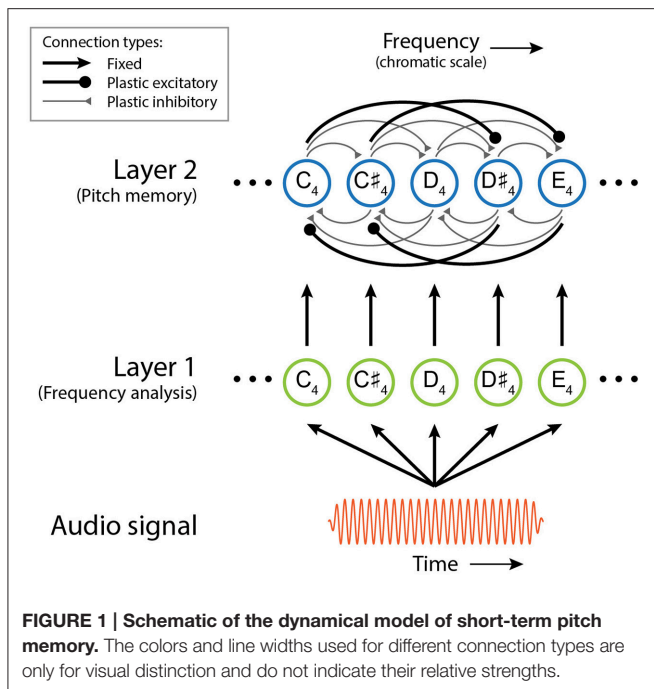 Connection types:
Fixed
Plastic excitatory
Plastic inhibitory
Frequency
(chromatic scale)
Layer 2
(Pitch memory)
••• C4 C♯4 D4 D♯4 E4 •••
Layer 1
(Frequency analysis)
••• C4 C♯4 D4 D♯4 E4 •••
Audio signal
Time
FIGURE 1 | Schematic of the dynamical model of short-term pitch
memory. The colors and line widths used for different connection types are
only for visual distinction and do not indicate their relative strengths.